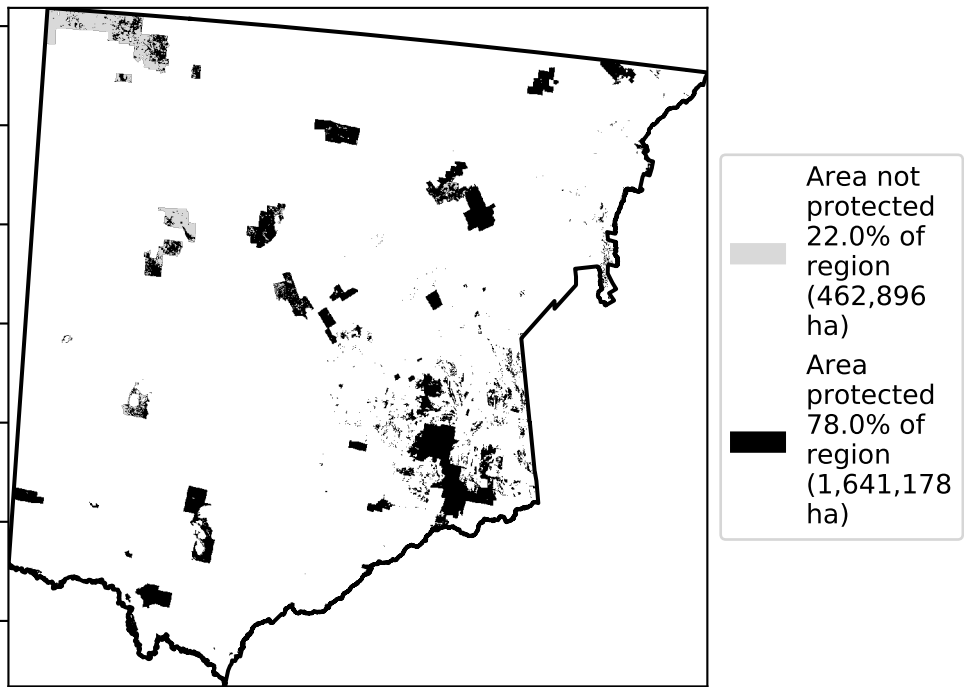 Area not
protected
22.0% of
region
(462,896
ha)
Area
protected
78.0% of
region
(1,641,178
ha)